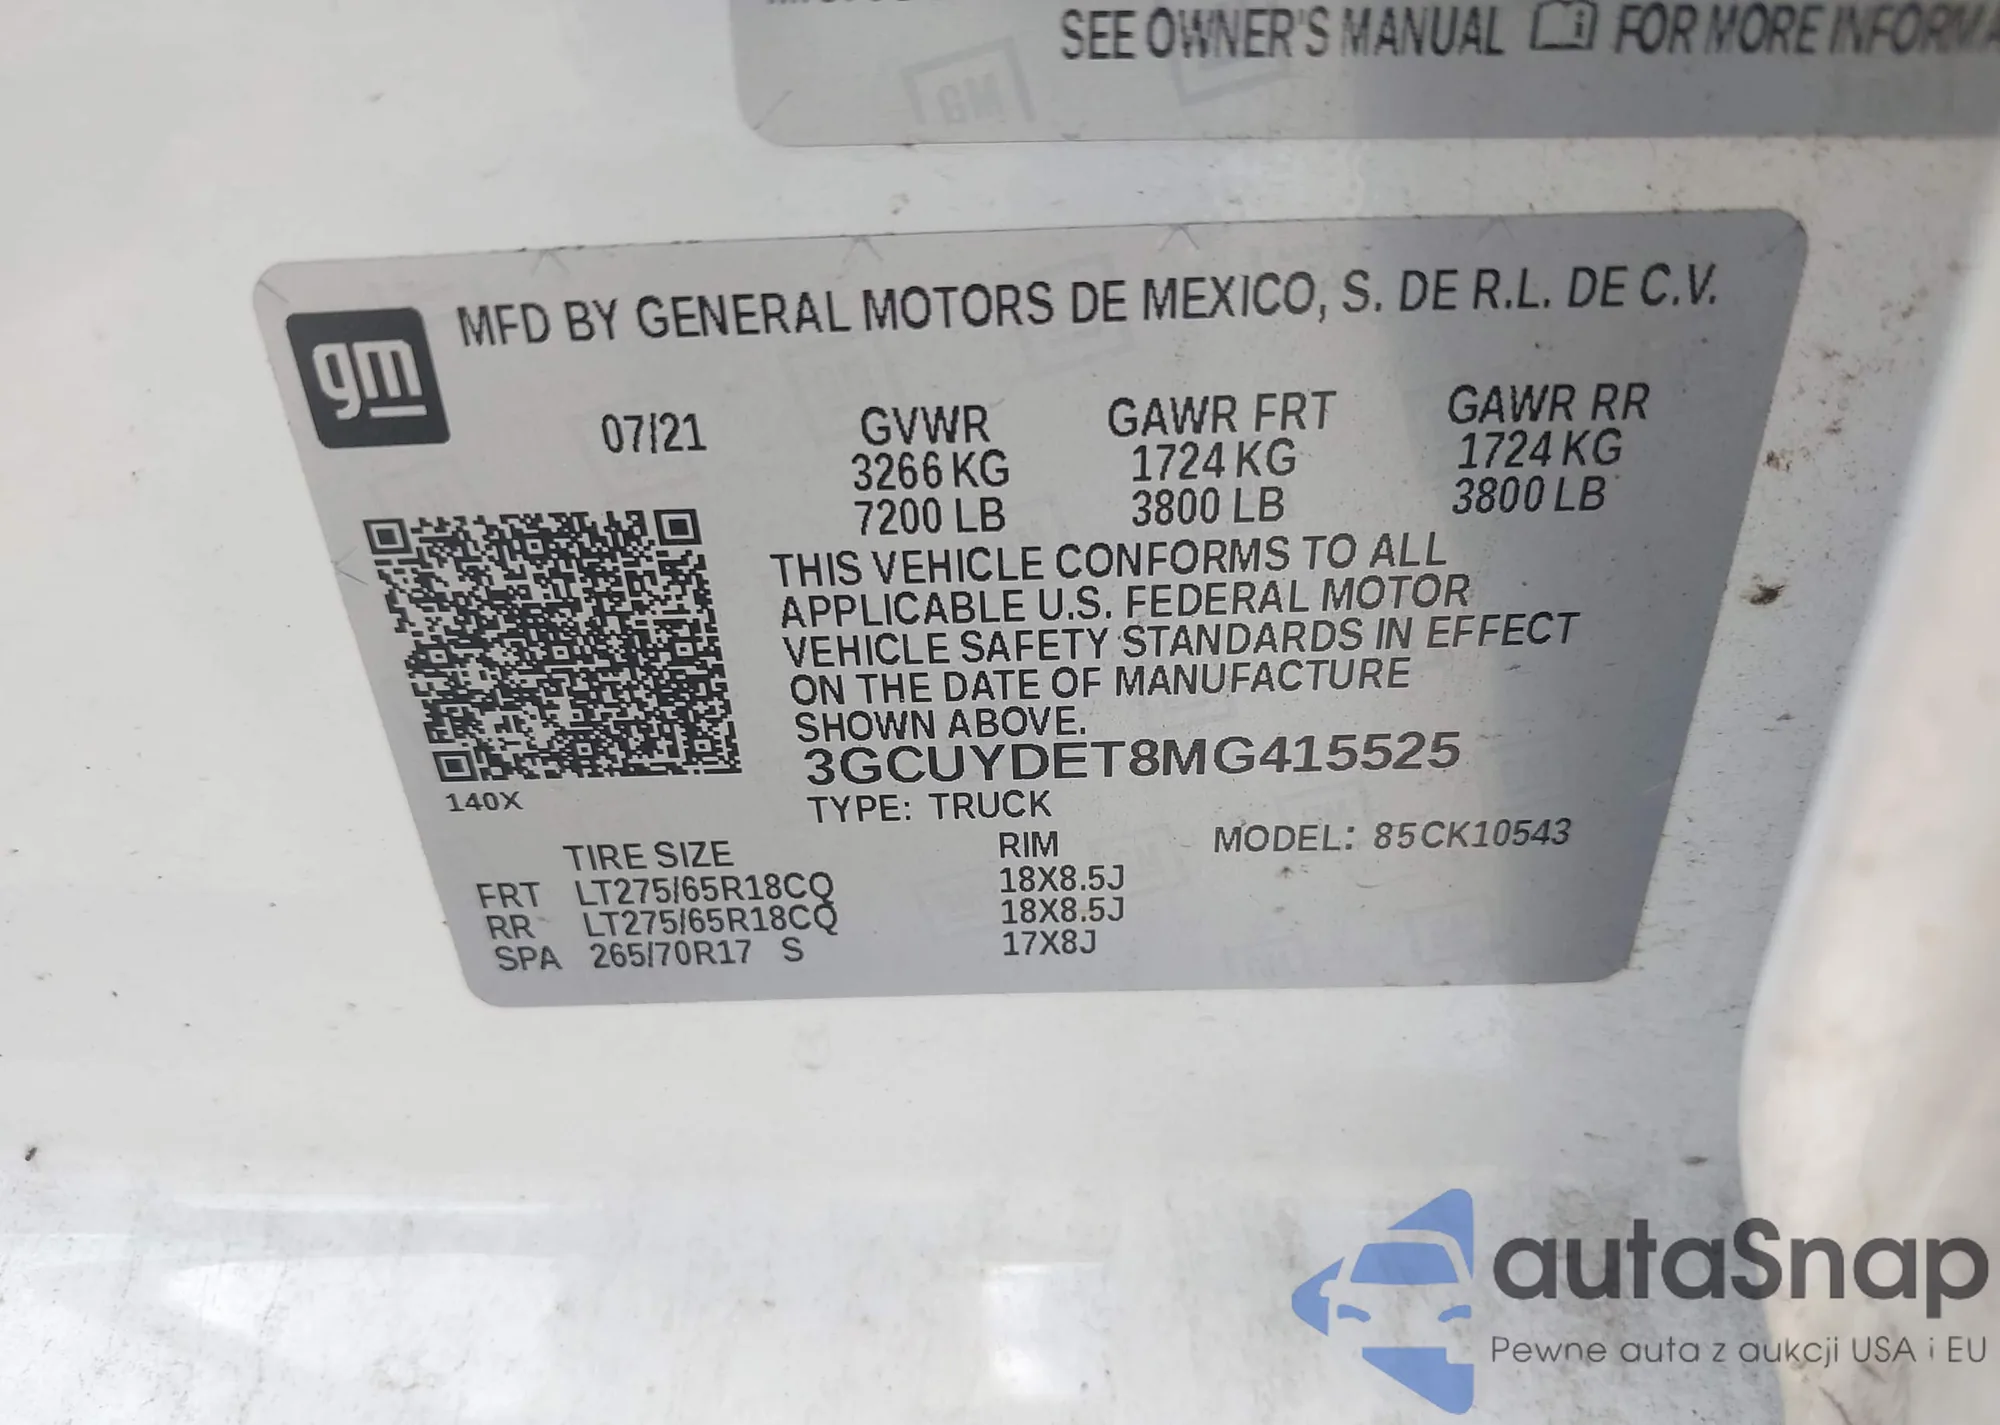 SEE OWNER'S MANUAL FOR MORE
GM
gm
MFD BY GENERAL MOTORS DE MEXICO, S. DE R.L. DE C.V.
07/21 GVWR GAWR FRT GAWR RR
3266 KG 1724 KG 1724 KG
7200 LB 3800 LB 3800 LB
THIS VEHICLE CONFORMS TO ALL
APPLICABLE U.S. FEDERAL MOTOR
VEHICLE SAFETY STANDARDS IN EFFECT
ON THE DATE OF MANUFACTURE
SHOWN ABOVE.
3GCUYDET8MG415525
140X
TYPE: TRUCK
TIRE SIZE RIM MODEL: 85CK10543
FRT LT275/65R18CQ 18X8.5J
RR LT275/65R18CQ 18X8.5J
SPA 265/70R17 S 17X8J
autaSnap
Pewne auta z aukcji USA i EU